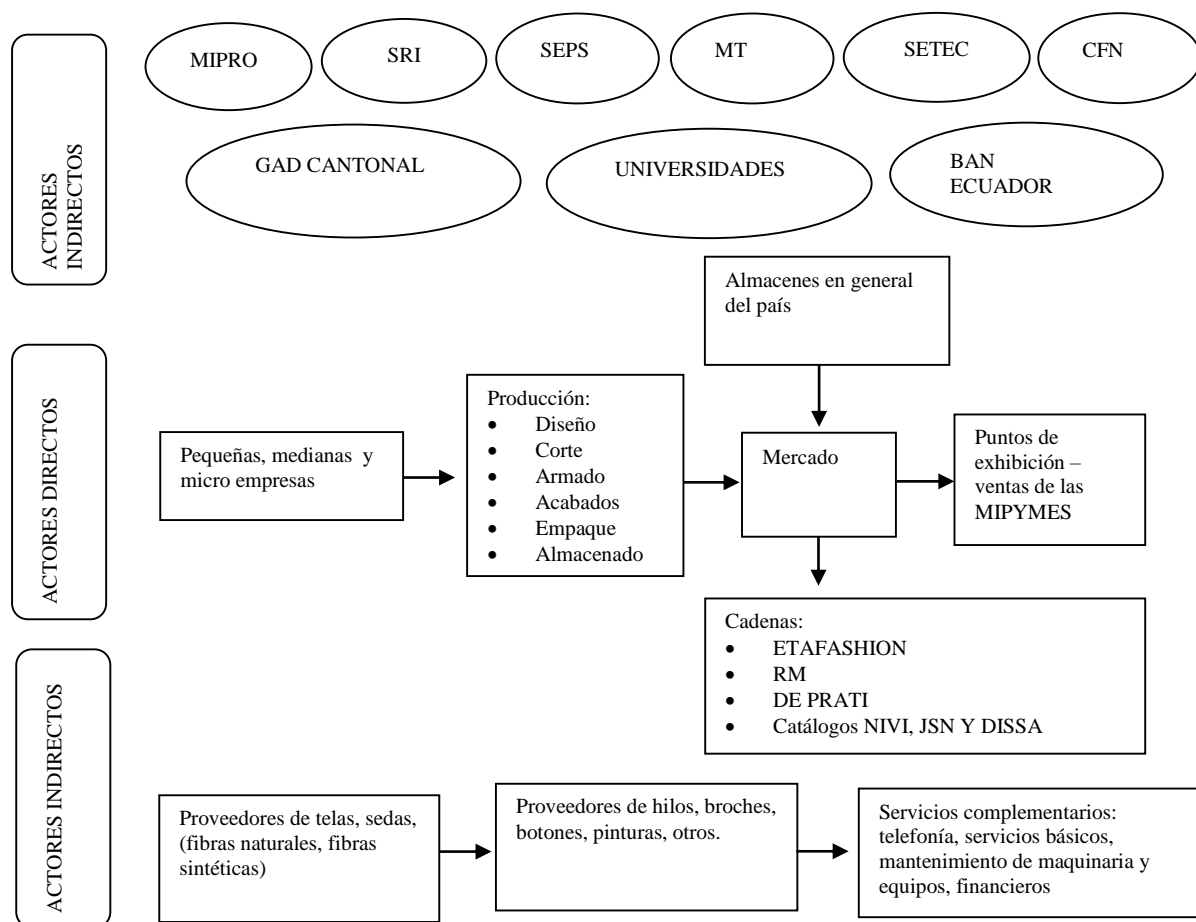 ACTORES
INDIRECTOS
MIPRO
SRI
SEPS
MT
SETEC
CFN
GAD CANTONAL
UNIVERSIDADES
BAN
ECUADOR
Almacenes en general
del país
ACTORES DIRECTOS
Pequeñas, medianas y
micro empresas
Producción:
• Diseño
• Corte
• Armado
• Acabados
• Empaque
• Almacenado
Mercado
Puntos de
exhibición –
ventas de las
MIPYMES
Cadenas:
• ETAFASHION
• RM
• DE PRATI
• Catálogos NIVI, JSN Y DISSA
ACTORES INDIRECTOS
Proveedores de telas, sedas,
(fibras naturales, fibras
sintéticas)
Proveedores de hilos, broches,
botones, pinturas, otros.
Servicios complementarios:
telefonía, servicios básicos,
mantenimiento de maquinaria y
equipos, financieros